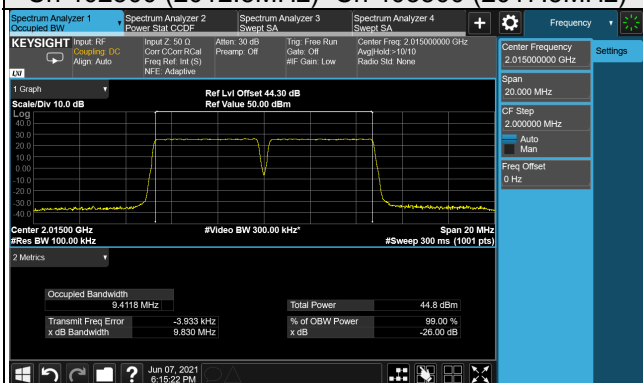 Spectrum Analyzer 1
Occupied BW
Spectrum Analyzer 2
Power Stat CCDF
Spectrum Analyzer 3
Swept SA
Spectrum Analyzer 4
Swept SA
+
Frequency
KEYSIGHT
Input: RF
Coupling: DC
Align: Auto
Input Z: 50 Ω
Corr CCorr RCal
Freq Ref: Int (S)
NFE: Adaptive
Atten: 30 dB
Preamp: Off
Trig: Free Run
Gate: Off
#IF Gain: Low
Center Freq: 2.015000000 GHz
Avg|Hold:>10/10
Radio Std: None
LXI
Center Frequency
2.015000000 GHz
Settings
Span
20.000 MHz
CF Step
2.000000 MHz
Auto
Man
Freq Offset
0 Hz
1 Graph
Scale/Div 10.0 dB
Ref Lvl Offset 44.30 dB
Ref Value 50.00 dBm
Log
40.0
30.0
20.0
10.0
0.00
-10.0
-20.0
-30.0
-40.0
Center 2.01500 GHz
#Res BW 100.00 kHz
#Video BW 300.00 kHz*
Span 20 MHz
#Sweep 300 ms (1001 pts)
2 Metrics
Occupied Bandwidth
9.4118 MHz
Total Power 44.8 dBm
Transmit Freq Error -3.933 kHz
% of OBW Power 99.00 %
x dB Bandwidth 9.830 MHz
x dB -26.00 dB
?
Jun 07, 2021
6:15:22 PM